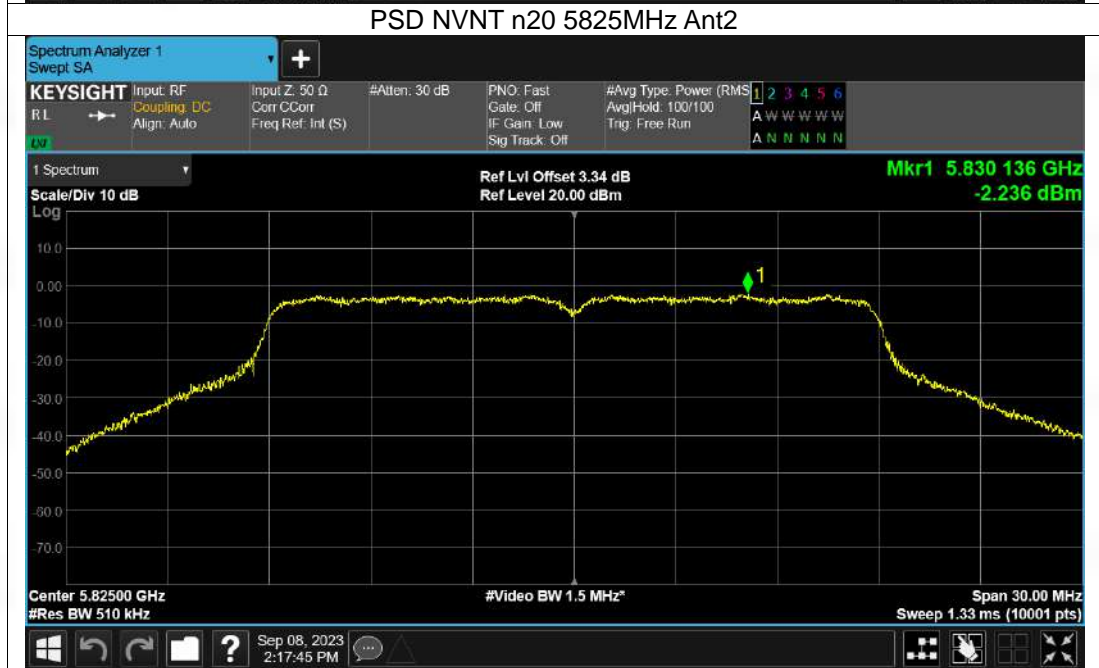 PSD NVNT n20 5825MHz Ant2
Spectrum Analyzer 1
Swept SA
+
KEYSIGHT Input: RF Input Z: 50 Ω #Atten: 30 dB PNO: Fast #Avg Type: Power (RMS 1 2 3 4 5 6
RL Coupling: DC Corr CCorr Gate: Off Avg|Hold: 100/100 A W W W W W
Align: Auto Freq Ref: Int (S) IF Gain: Low Trig: Free Run
Sig Track: Off A N N N N N
1 Spectrum Ref Lvl Offset 3.34 dB Mkr1 5.830 136 GHz
Scale/Div 10 dB Ref Level 20.00 dBm -2.236 dBm
Log
10.0
1
0.00
-10.0
-20.0
-30.0
-40.0
-50.0
-60.0
-70.0
Center 5.82500 GHz #Video BW 1.5 MHz* Span 30.00 MHz
#Res BW 510 kHz Sweep 1.33 ms (10001 pts)
? Sep 08, 2023
2:17:45 PM